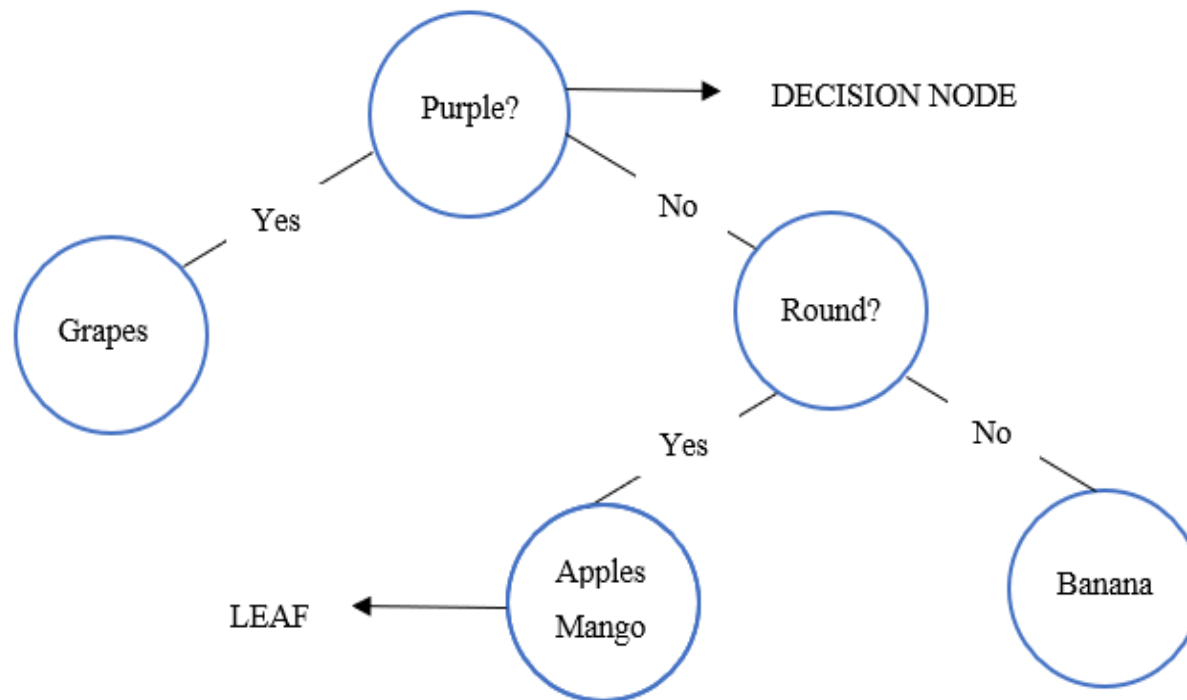 Purple?
DECISION NODE
Yes
No
Grapes
Round?
Yes
No
Apples
Mango
Banana
LEAF